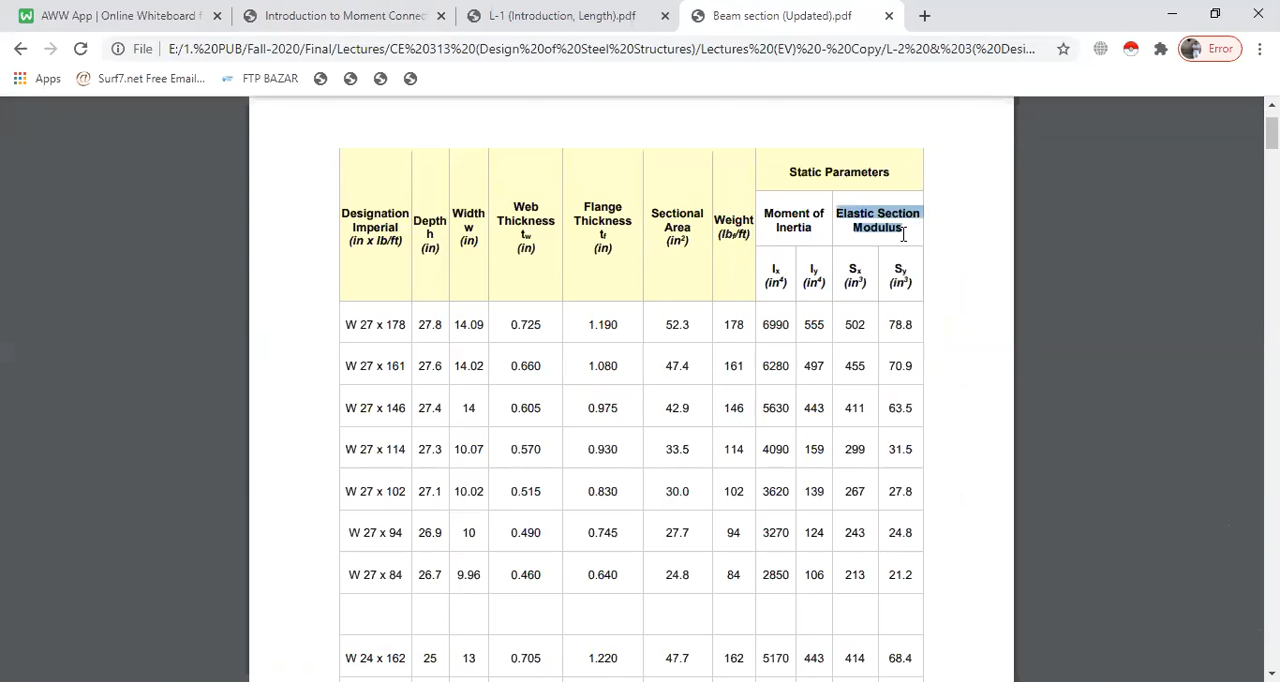 AWW App | Online Whiteboard f
Introduction to Moment Connec
L-1 (Introduction, Length).pdf
Beam section (Updated).pdf
File
E:/1.%20PUB/Fall-2020/Final/Lectures/CE%20313%20(Design%20of%20Steel%20Structures)/Lectures%20(EV)%20-%20Copy/L-2%20&%203(%20Desi...
Error
Apps
Surf7.net Free Email...
FTP BAZAR
Designation Imperial (in x lb/ft)
Depth h (in)
Width w (in)
Web Thickness tw (in)
Flange Thickness tf (in)
Sectional Area (in²)
Weight (lbf/ft)
Static Parameters
Moment of Inertia
Elastic Section Modulus
Ix (in⁴)
Iy (in⁴)
Sx (in³)
Sy (in³)
W 27 x 178 27.8 14.09 0.725 1.190 52.3 178 6990 555 502 78.8
W 27 x 161 27.6 14.02 0.660 1.080 47.4 161 6280 497 455 70.9
W 27 x 146 27.4 14 0.605 0.975 42.9 146 5630 443 411 63.5
W 27 x 114 27.3 10.07 0.570 0.930 33.5 114 4090 159 299 31.5
W 27 x 102 27.1 10.02 0.515 0.830 30.0 102 3620 139 267 27.8
W 27 x 94 26.9 10 0.490 0.745 27.7 94 3270 124 243 24.8
W 27 x 84 26.7 9.96 0.460 0.640 24.8 84 2850 106 213 21.2
W 24 x 162 25 13 0.705 1.220 47.7 162 5170 443 414 68.4